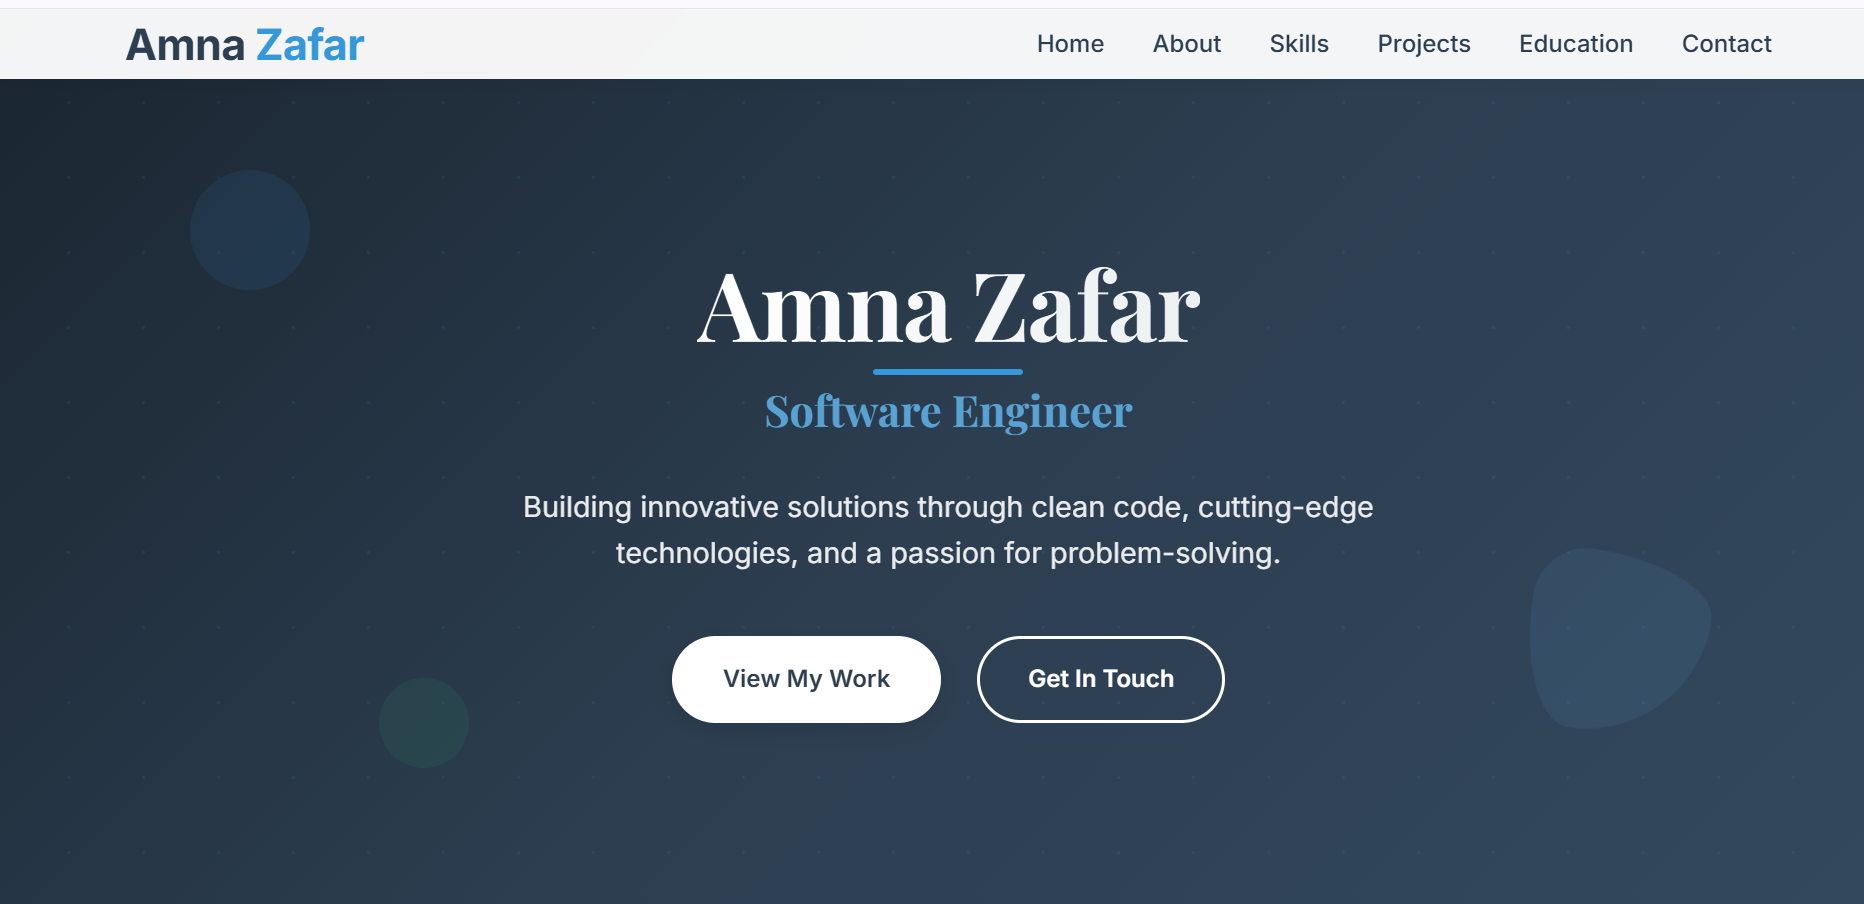 Amna Zafar
Home About Skills Projects Education Contact
Amna Zafar
Software Engineer
Building innovative solutions through clean code, cutting-edge
technologies, and a passion for problem-solving.
View My Work
Get In Touch